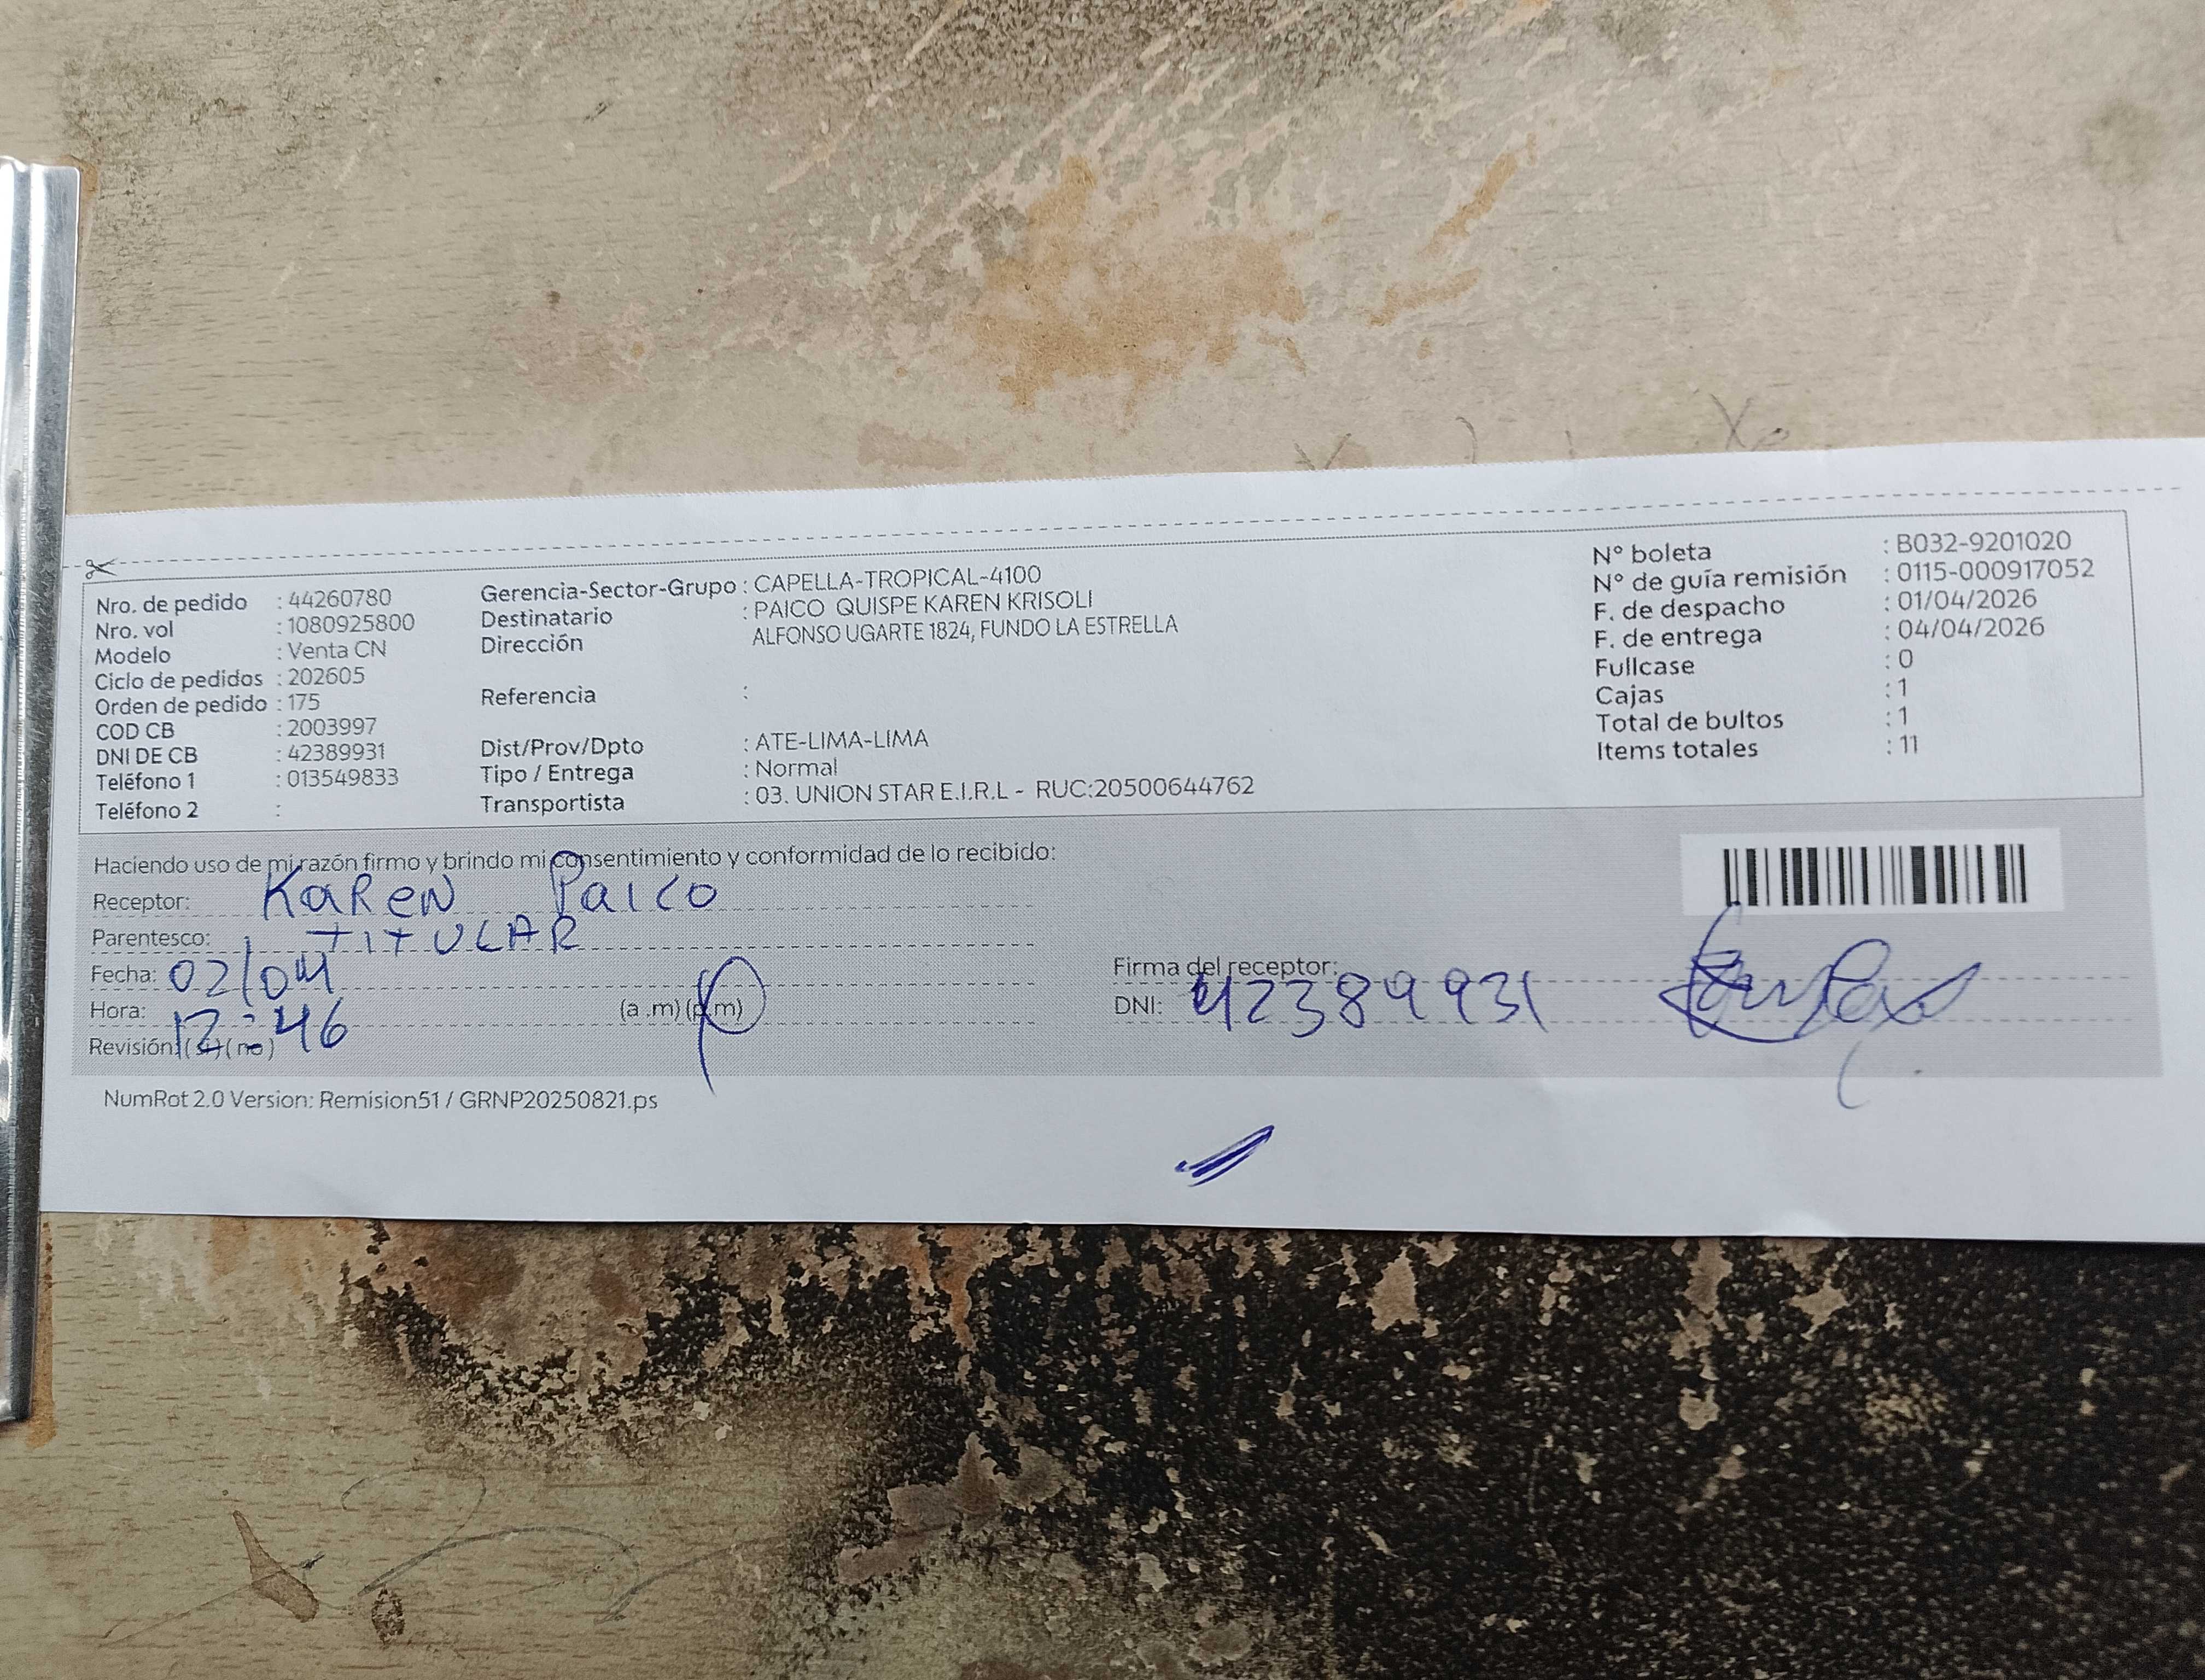 Nro. de pedido : 44260780
Nro. vol : 1080925800
Modelo : Venta CN
Ciclo de pedidos : 202605
Orden de pedido : 175
COD CB : 2003997
DNI DE CB : 42389931
Teléfono 1 : 013549833
Teléfono 2 :
Gerencia-Sector-Grupo : CAPELLA-TROPICAL-4100
Destinatario : PAICO QUISPE KAREN KRISOLI
Dirección ALFONSO UGARTE 1824, FUNDO LA ESTRELLA
Referencia :
Dist/Prov/Dpto : ATE-LIMA-LIMA
Tipo / Entrega : Normal
Transportista : 03. UNION STAR E.I.R.L - RUC:20500644762
N° boleta : B032-9201020
N° de guía remisión : 0115-000917052
F. de despacho : 01/04/2026
F. de entrega : 04/04/2026
Fullcase : 0
Cajas : 1
Total de bultos : 1
Items totales : 11
Haciendo uso de mi razón firmo y brindo mi consentimiento y conformidad de lo recibido:
Receptor: Karen Paico
Parentesco: TITULAR
Fecha: 02/04
Hora: 12:46 (a .m) (p.m)
Revisión: (si) (no)
Firma del receptor:
DNI: 42389931
NumRot 2.0 Version: Remision51 / GRNP20250821.ps